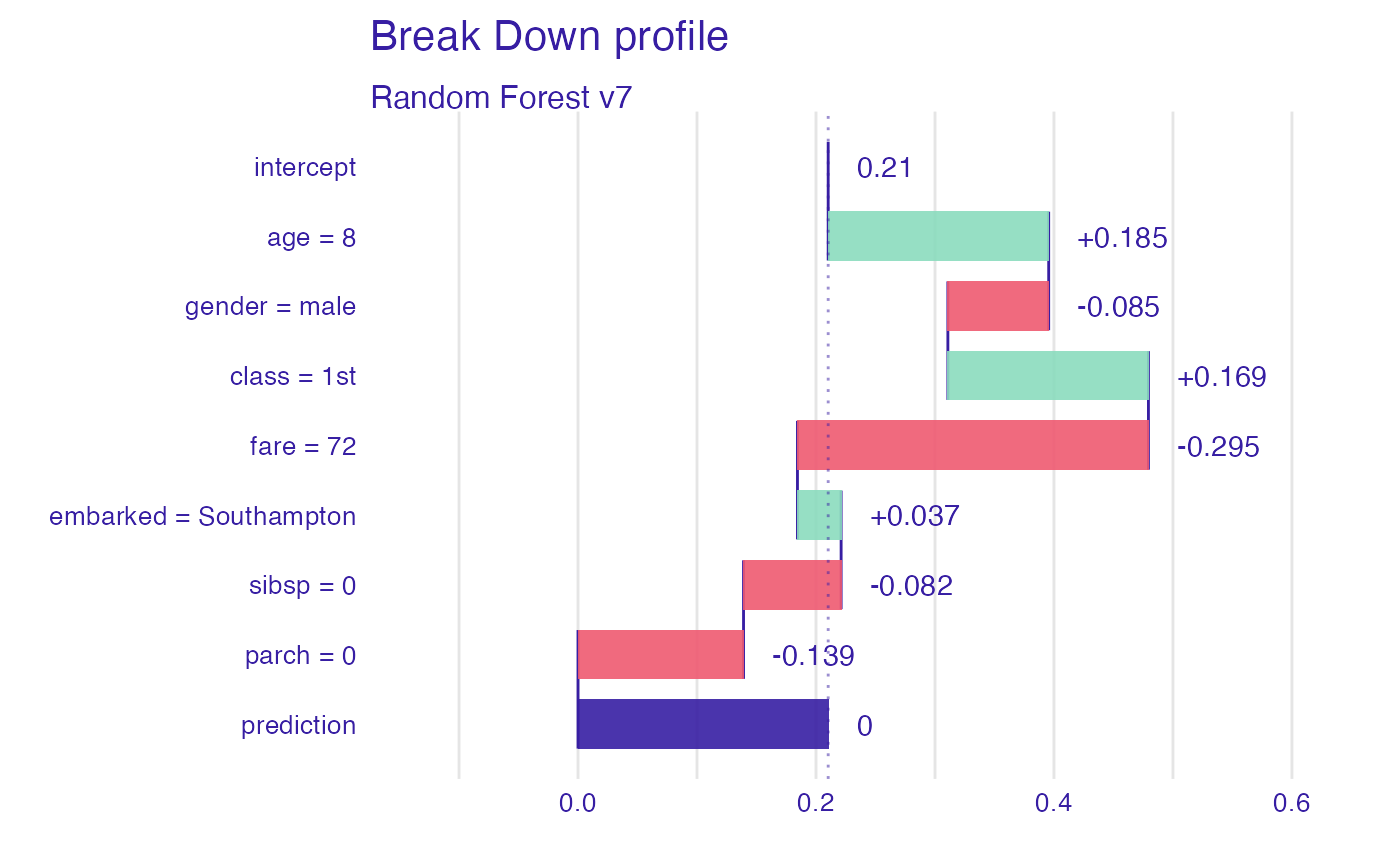 Break Down profile
Random Forest v7
intercept 0.21
age = 8 +0.185
gender = male -0.085
class = 1st +0.169
fare = 72 -0.295
embarked = Southampton +0.037
sibsp = 0 -0.082
parch = 0 -0.139
prediction 0
0.0 0.2 0.4 0.6